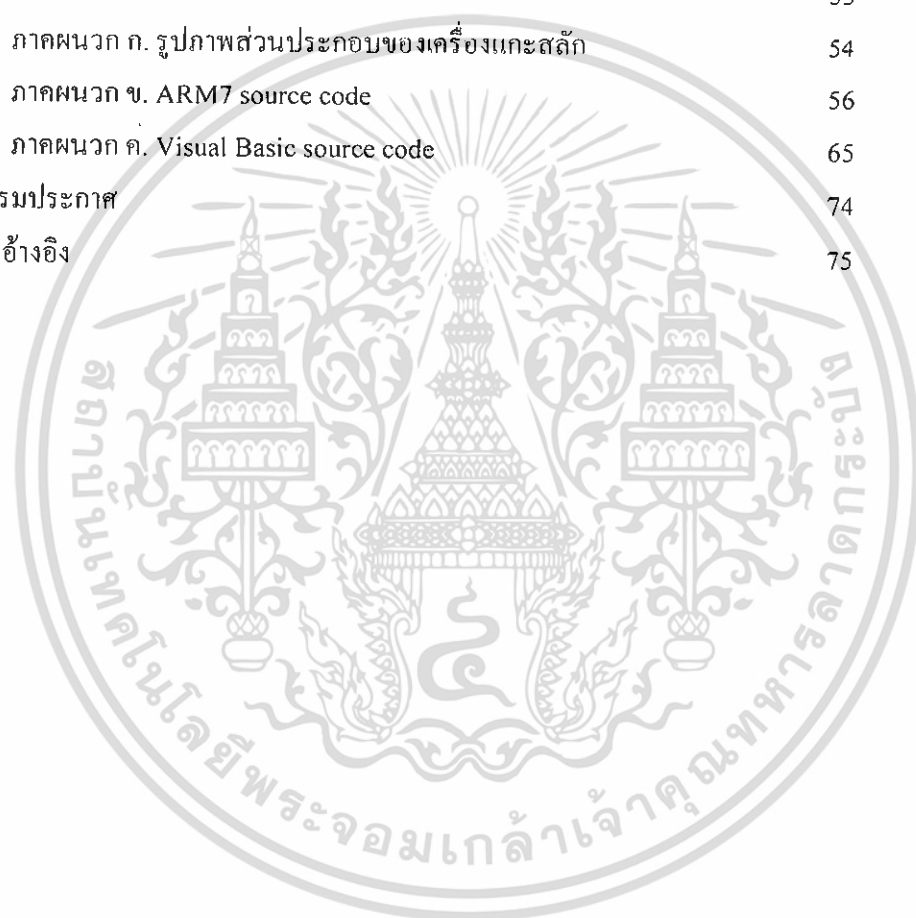 ภาคผนวก ก. รูปภาพส่วนประกอบของเครื่องแกะสลัก 54
ภาคผนวก ข. ARM7 source code 56
ภาคผนวก ค. Visual Basic source code 65
รมประกาศ 74
อ้างอิง 75
สถาบันเทคโนโลยีพระจอมเกล้าเจ้าคุณทหารลาดกระบัง
๔